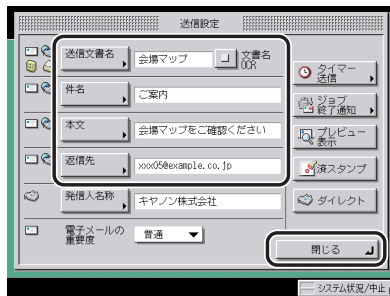 送信設定
送信文書名
会場マップ
文書名
OCR
タイマー
送信
件名
ご案内
ジョブ
終了通知
本文
会場マップをご確認ください
プレビュー
表示
返信先
xxx05@example.co.jp
済スタンプ
発信人名称
キヤノン株式会社
ダイレクト
電子メールの
重要度
普通
閉じる
システム状況/中止